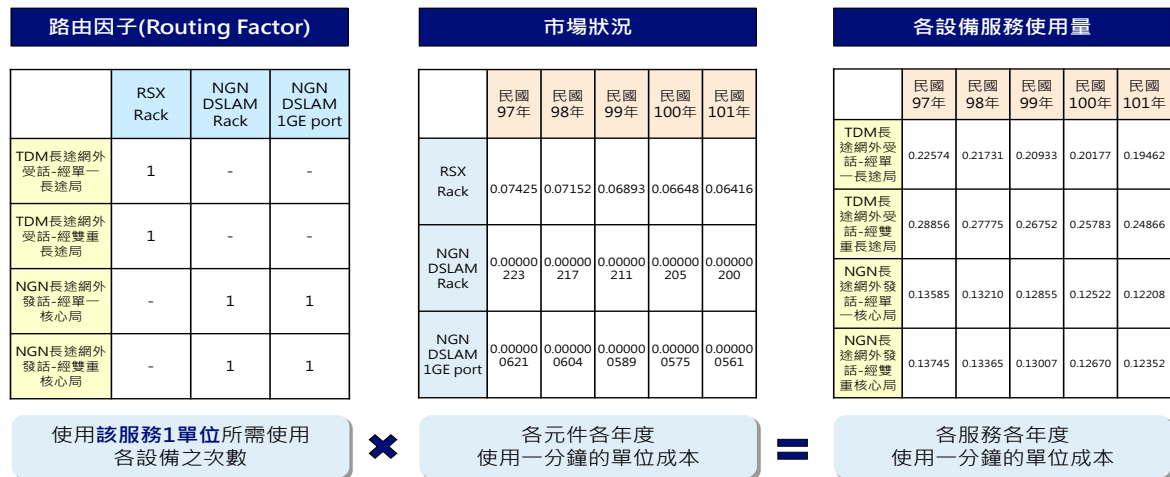 路由因子(Routing Factor)
RSX
Rack
NGN
DSLAM
Rack
NGN
DSLAM
1GE port
TDM長途網外
受話-經單一
長途局
1
-
-
TDM長途網外
受話-經雙重
長途局
1
-
-
NGN長途網外
發話-經單一
核心局
-
1
1
NGN長途網外
發話-經雙重
核心局
-
1
1
使用該服務1單位所需使用
各設備之次數
市場狀況
民國
97年
民國
98年
民國
99年
民國
100年
民國
101年
RSX
Rack
0.07425
0.07152
0.06893
0.06648
0.06416
NGN
DSLAM
Rack
0.00000
223
0.00000
217
0.00000
211
0.00000
205
0.00000
200
NGN
DSLAM
1GE port
0.00000
0621
0.00000
0604
0.00000
0589
0.00000
0575
0.00000
0561
各元件各年度
使用一分鐘的單位成本
各設備服務使用量
民國
97年
民國
98年
民國
99年
民國
100年
民國
101年
TDM長
途網外受
話-經單
一長途局
0.22574
0.21731
0.20933
0.20177
0.19462
TDM長
途網外受
話-經雙
重長途局
0.28856
0.27775
0.26752
0.25783
0.24866
NGN長
途網外發
話-經單
一核心局
0.13585
0.13210
0.12855
0.12522
0.12208
NGN長
途網外發
話-經雙
重核心局
0.13745
0.13365
0.13007
0.12670
0.12352
各服務各年度
使用一分鐘的單位成本